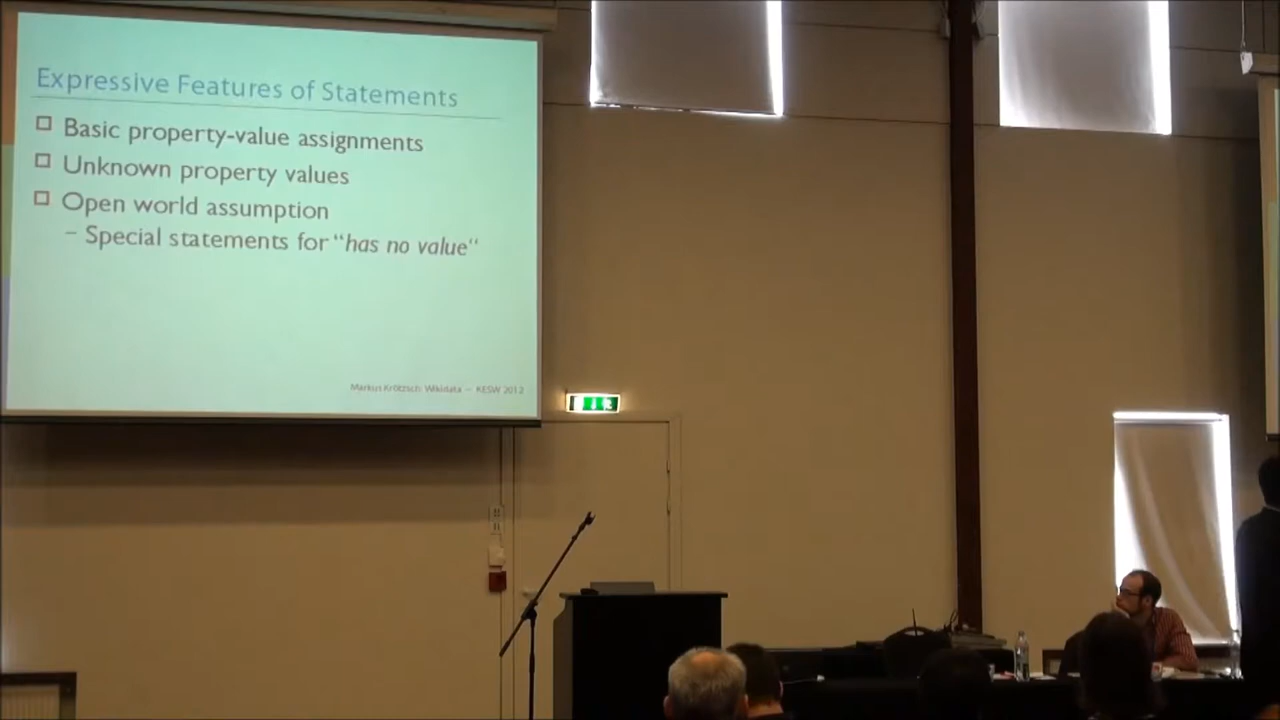 Expressive Features of Statements
Basic property-value assignments
Unknown property values
Open world assumption
– Special statements for “has no value“
Markus Krötzsch: Wikidata — KESW 2012